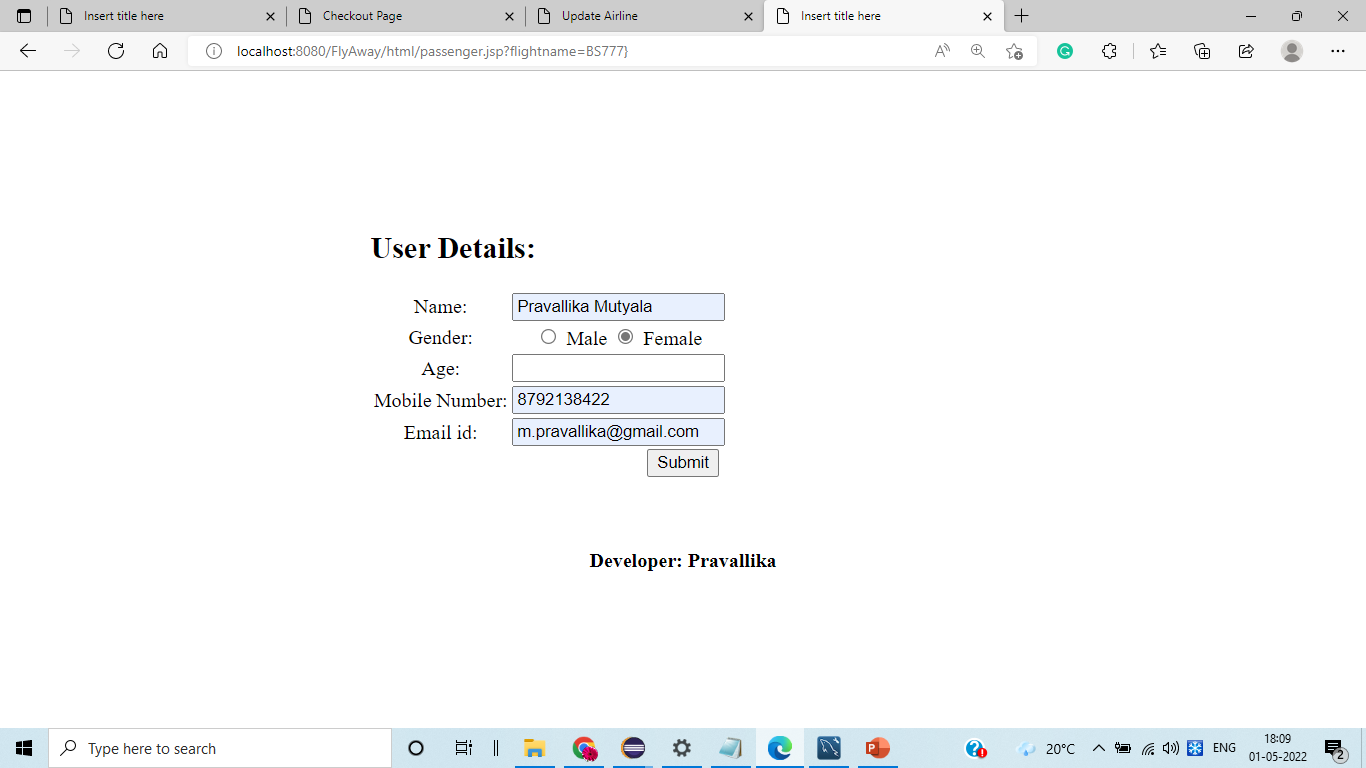 Insert title here
Checkout Page
Update Airline
Insert title here
localhost:8080/FlyAway/html/passenger.jsp?flightname=BS777}
User Details:
Name: Pravallika Mutyala
Gender: Male Female
Age:
Mobile Number: 8792138422
Email id: m.pravallika@gmail.com
Submit
Developer: Pravallika
Type here to search
20°C
ENG
18:09
01-05-2022
2